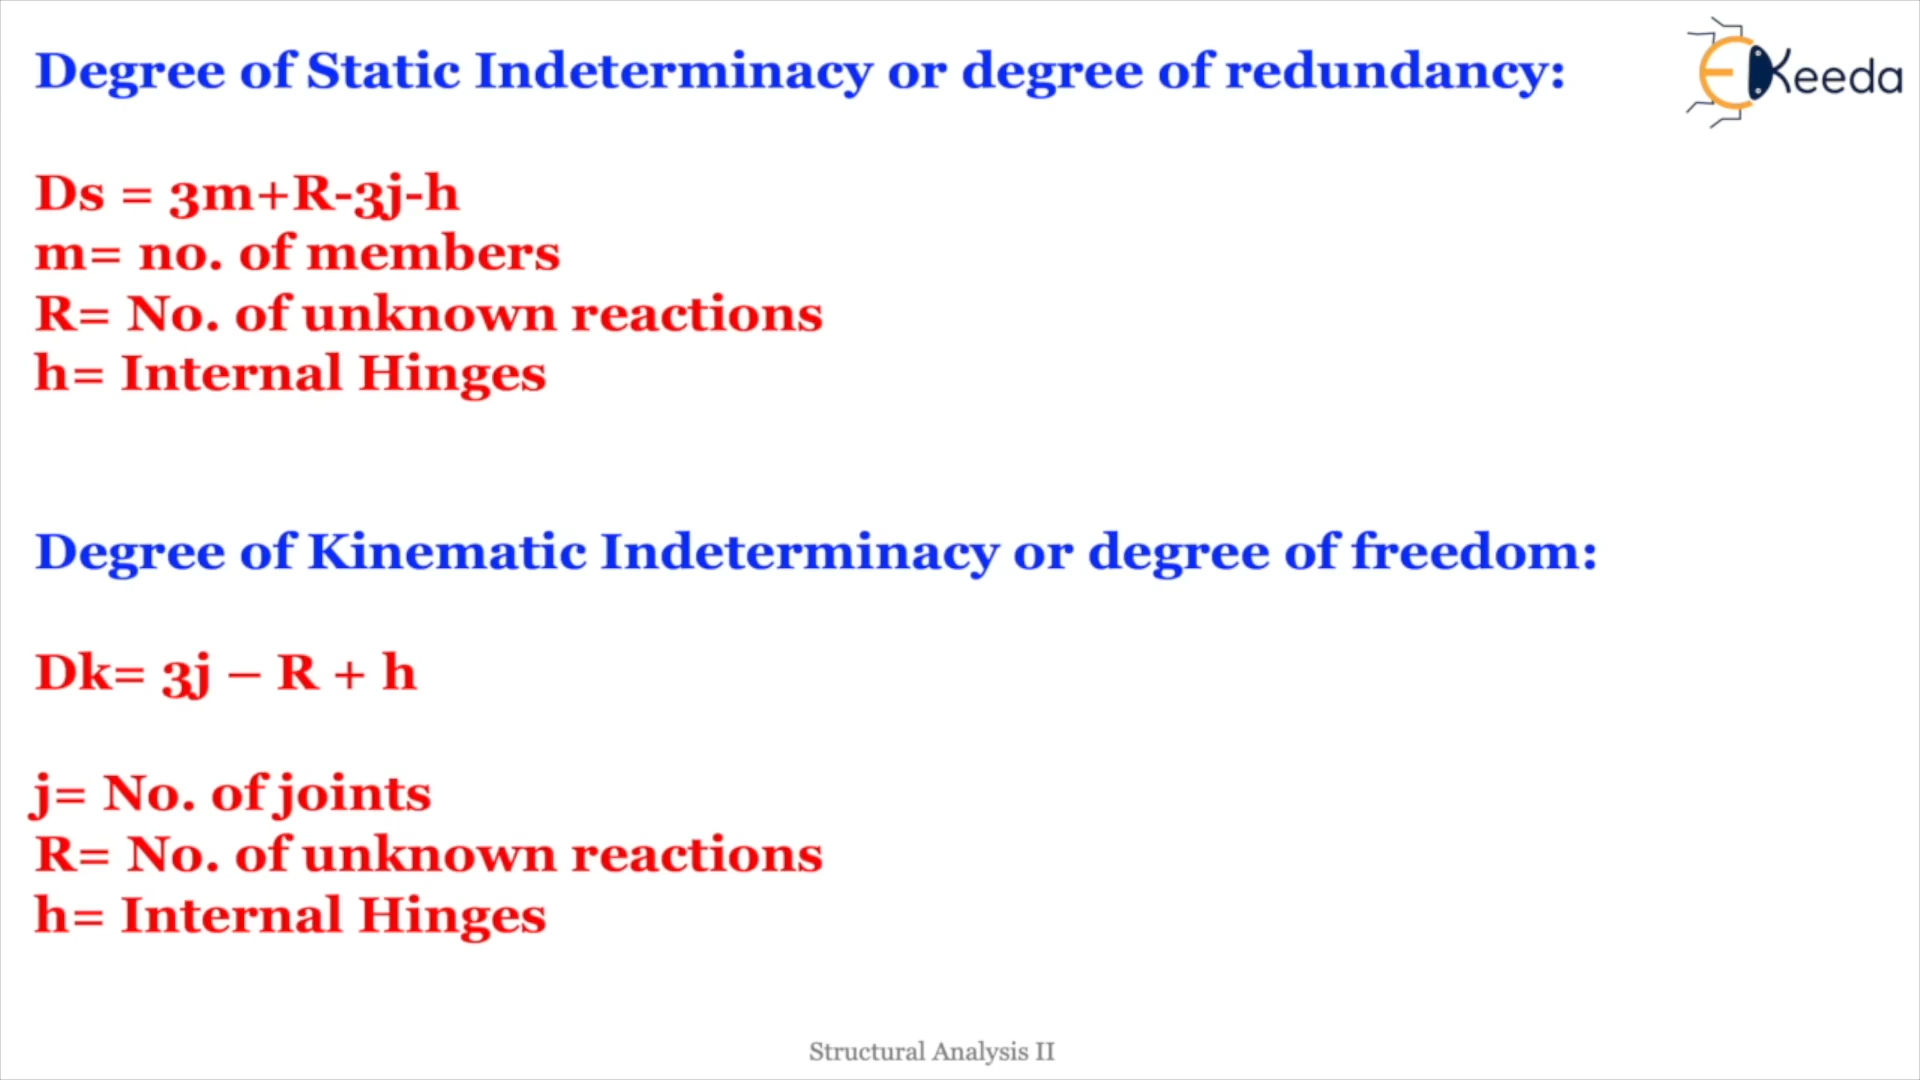 Degree of Static Indeterminacy or degree of redundancy:
EKeeda
Ds = 3m+R-3j-h
m= no. of members
R= No. of unknown reactions
h= Internal Hinges
Degree of Kinematic Indeterminacy or degree of freedom:
Dk= 3j – R + h
j= No. of joints
R= No. of unknown reactions
h= Internal Hinges
Structural Analysis II